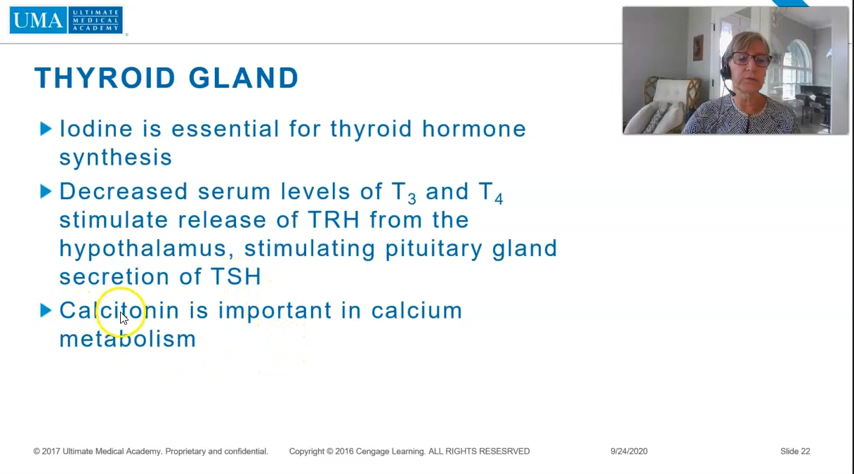 UMA ULTIMATE
MEDICAL
ACADEMY
THYROID GLAND
Iodine is essential for thyroid hormone
synthesis
Decreased serum levels of T3 and T4
stimulate release of TRH from the
hypothalamus, stimulating pituitary gland
secretion of TSH
Calcitonin is important in calcium
metabolism
© 2017 Ultimate Medical Academy. Proprietary and confidential. Copyright © 2016 Cengage Learning. ALL RIGHTS RESESRVED 9/24/2020 Slide 22